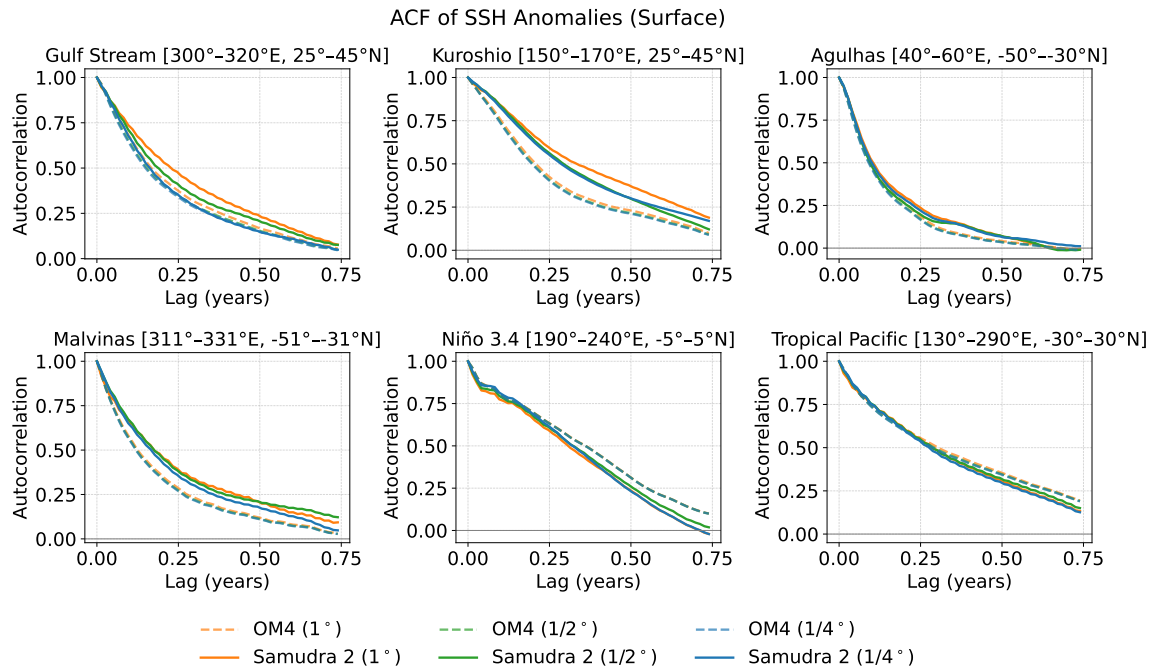 ACF of SSH Anomalies (Surface)
Gulf Stream [300°–320°E, 25°–45°N]
Kuroshio [150°–170°E, 25°–45°N]
Agulhas [40°–60°E, -50°–-30°N]
Autocorrelation
1.00
0.75
0.50
0.25
0.00
0.00 0.25 0.50 0.75
Lag (years)
Autocorrelation
1.00
0.75
0.50
0.25
0.00
0.00 0.25 0.50 0.75
Lag (years)
Autocorrelation
1.00
0.75
0.50
0.25
0.00
0.00 0.25 0.50 0.75
Lag (years)
Malvinas [311°–331°E, -51°–-31°N]
Niño 3.4 [190°–240°E, -5°–5°N]
Tropical Pacific [130°–290°E, -30°–30°N]
Autocorrelation
1.00
0.75
0.50
0.25
0.00
0.00 0.25 0.50 0.75
Lag (years)
Autocorrelation
1.00
0.75
0.50
0.25
0.00
0.00 0.25 0.50 0.75
Lag (years)
Autocorrelation
1.00
0.75
0.50
0.25
0.00
0.00 0.25 0.50 0.75
Lag (years)
OM4 (1°)
OM4 (1/2°)
OM4 (1/4°)
Samudra 2 (1°)
Samudra 2 (1/2°)
Samudra 2 (1/4°)